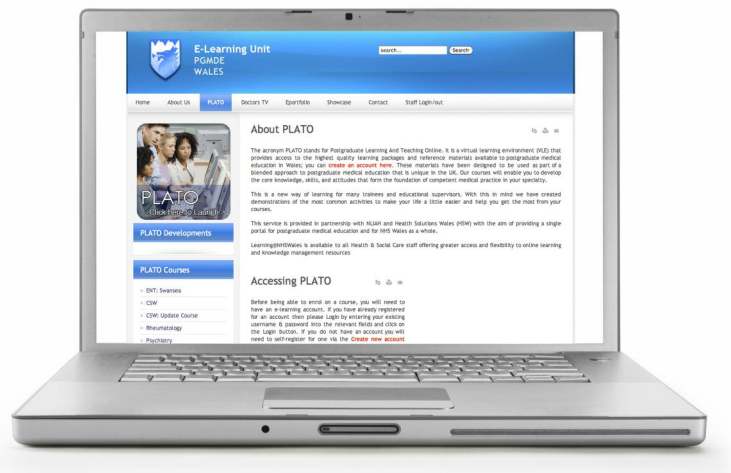 E-Learning Unit
PGMDE
WALES
search...
Search
Home About Us PLATO Doctors TV Eportfolio Showcase Contact Staff Login/out
PLATO
Click here to Launch
PLATO Developments
PLATO Courses
ENT: Swansea
CSW
CSW: Update Course
Rheumatology
Psychiatry
About PLATO
The acronym PLATO stands for Postgraduate Learning And Teaching Online. It is a virtual learning environment (VLE) that
provides access to the highest quality learning packages and reference materials available to postgraduate medical
education in Wales; you can create an account here. These materials have been designed to be used as part of a
blended approach to postgraduate medical education that is unique in the UK. Our courses will enable you to develop
the core knowledge, skills, and attitudes that form the foundation of competent medical practice in your specialty.
This is a new way of learning for many trainees and educational supervisors. With this in mind we have created
demonstrations of the most common activities to make your life a little easier and help you get the most from your
courses.
This service is provided in partnership with NLIAH and Health Solutions Wales (HSW) with the aim of providing a single
portal for postgraduate medical education and for NHS Wales as a whole.
Learning@NHSWales is available to all Health & Social Care staff offering greater access and flexibility to online learning
and knowledge management resources
Accessing PLATO
Before being able to enrol on a course, you will need to
have an e-learning account. If you have already registered
for an account then please Login by entering your existing
username & password into the relevant fields and click on
the Login button. If you do not have an account you will
need to self-register for one via the Create new account